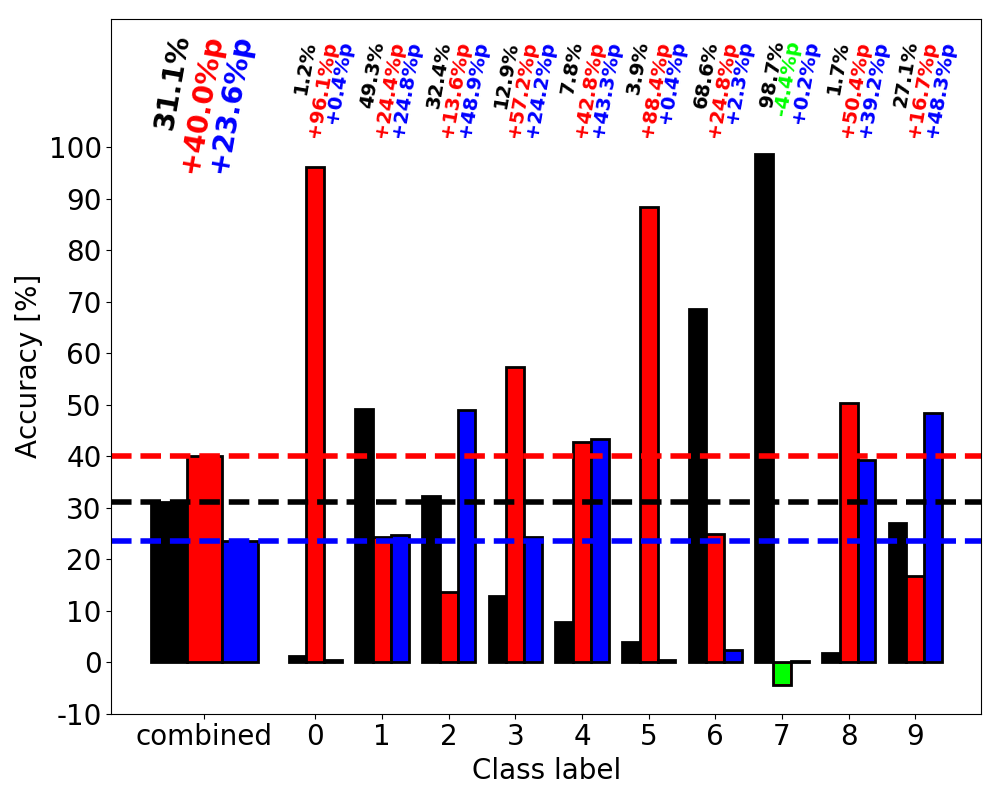 31.1%
+40.0%p
+23.6%p
1.2%
+96.1%p
+0.4%p
49.3%
+24.4%p
+24.8%p
32.4%
+13.6%p
+48.9%p
12.9%
+57.2%p
+24.2%p
7.8%
+42.8%p
+43.3%p
3.9%
+88.4%p
+0.4%p
68.6%
+24.8%p
+2.3%p
98.7%
-4.4%p
+0.2%p
1.7%
+50.4%p
+39.2%p
27.1%
+16.7%p
+48.3%p
100
90
80
70
60
50
40
30
20
10
0
-10
Accuracy [%]
combined 0 1 2 3 4 5 6 7 8 9
Class label